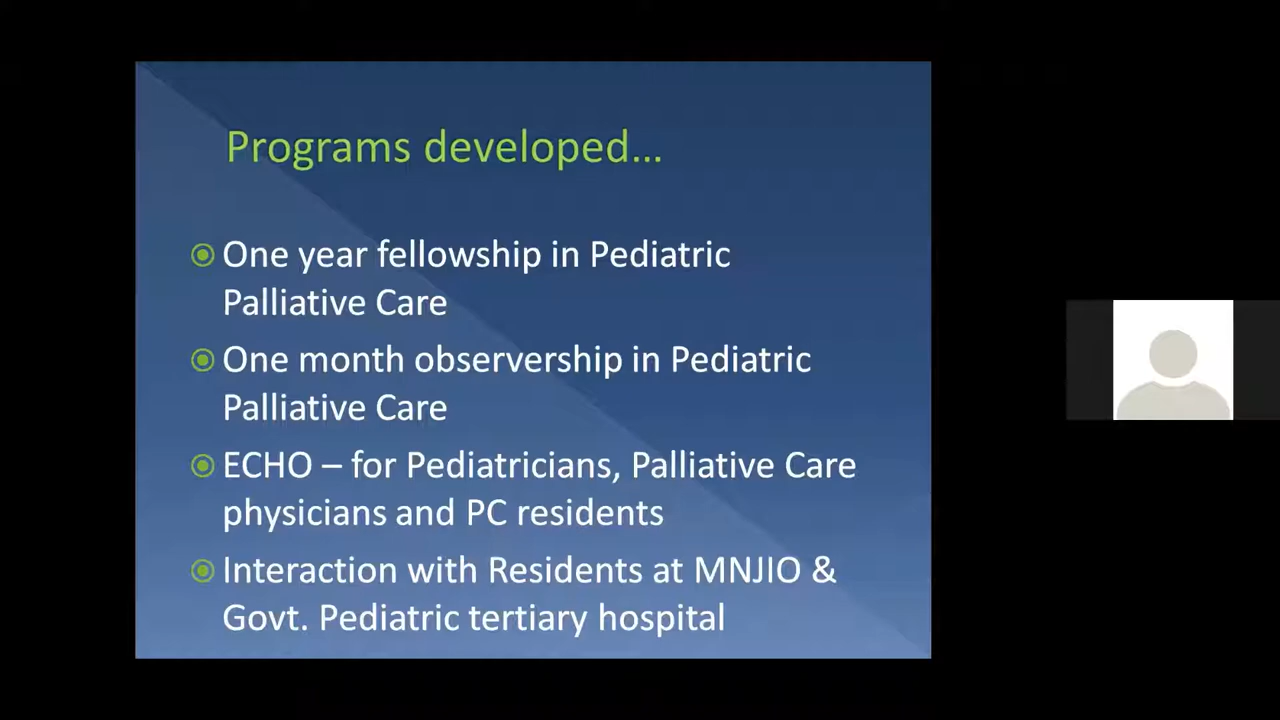 Programs developed...
One year fellowship in Pediatric
Palliative Care
One month observership in Pediatric
Palliative Care
ECHO – for Pediatricians, Palliative Care
physicians and PC residents
Interaction with Residents at MNJIO &
Govt. Pediatric tertiary hospital